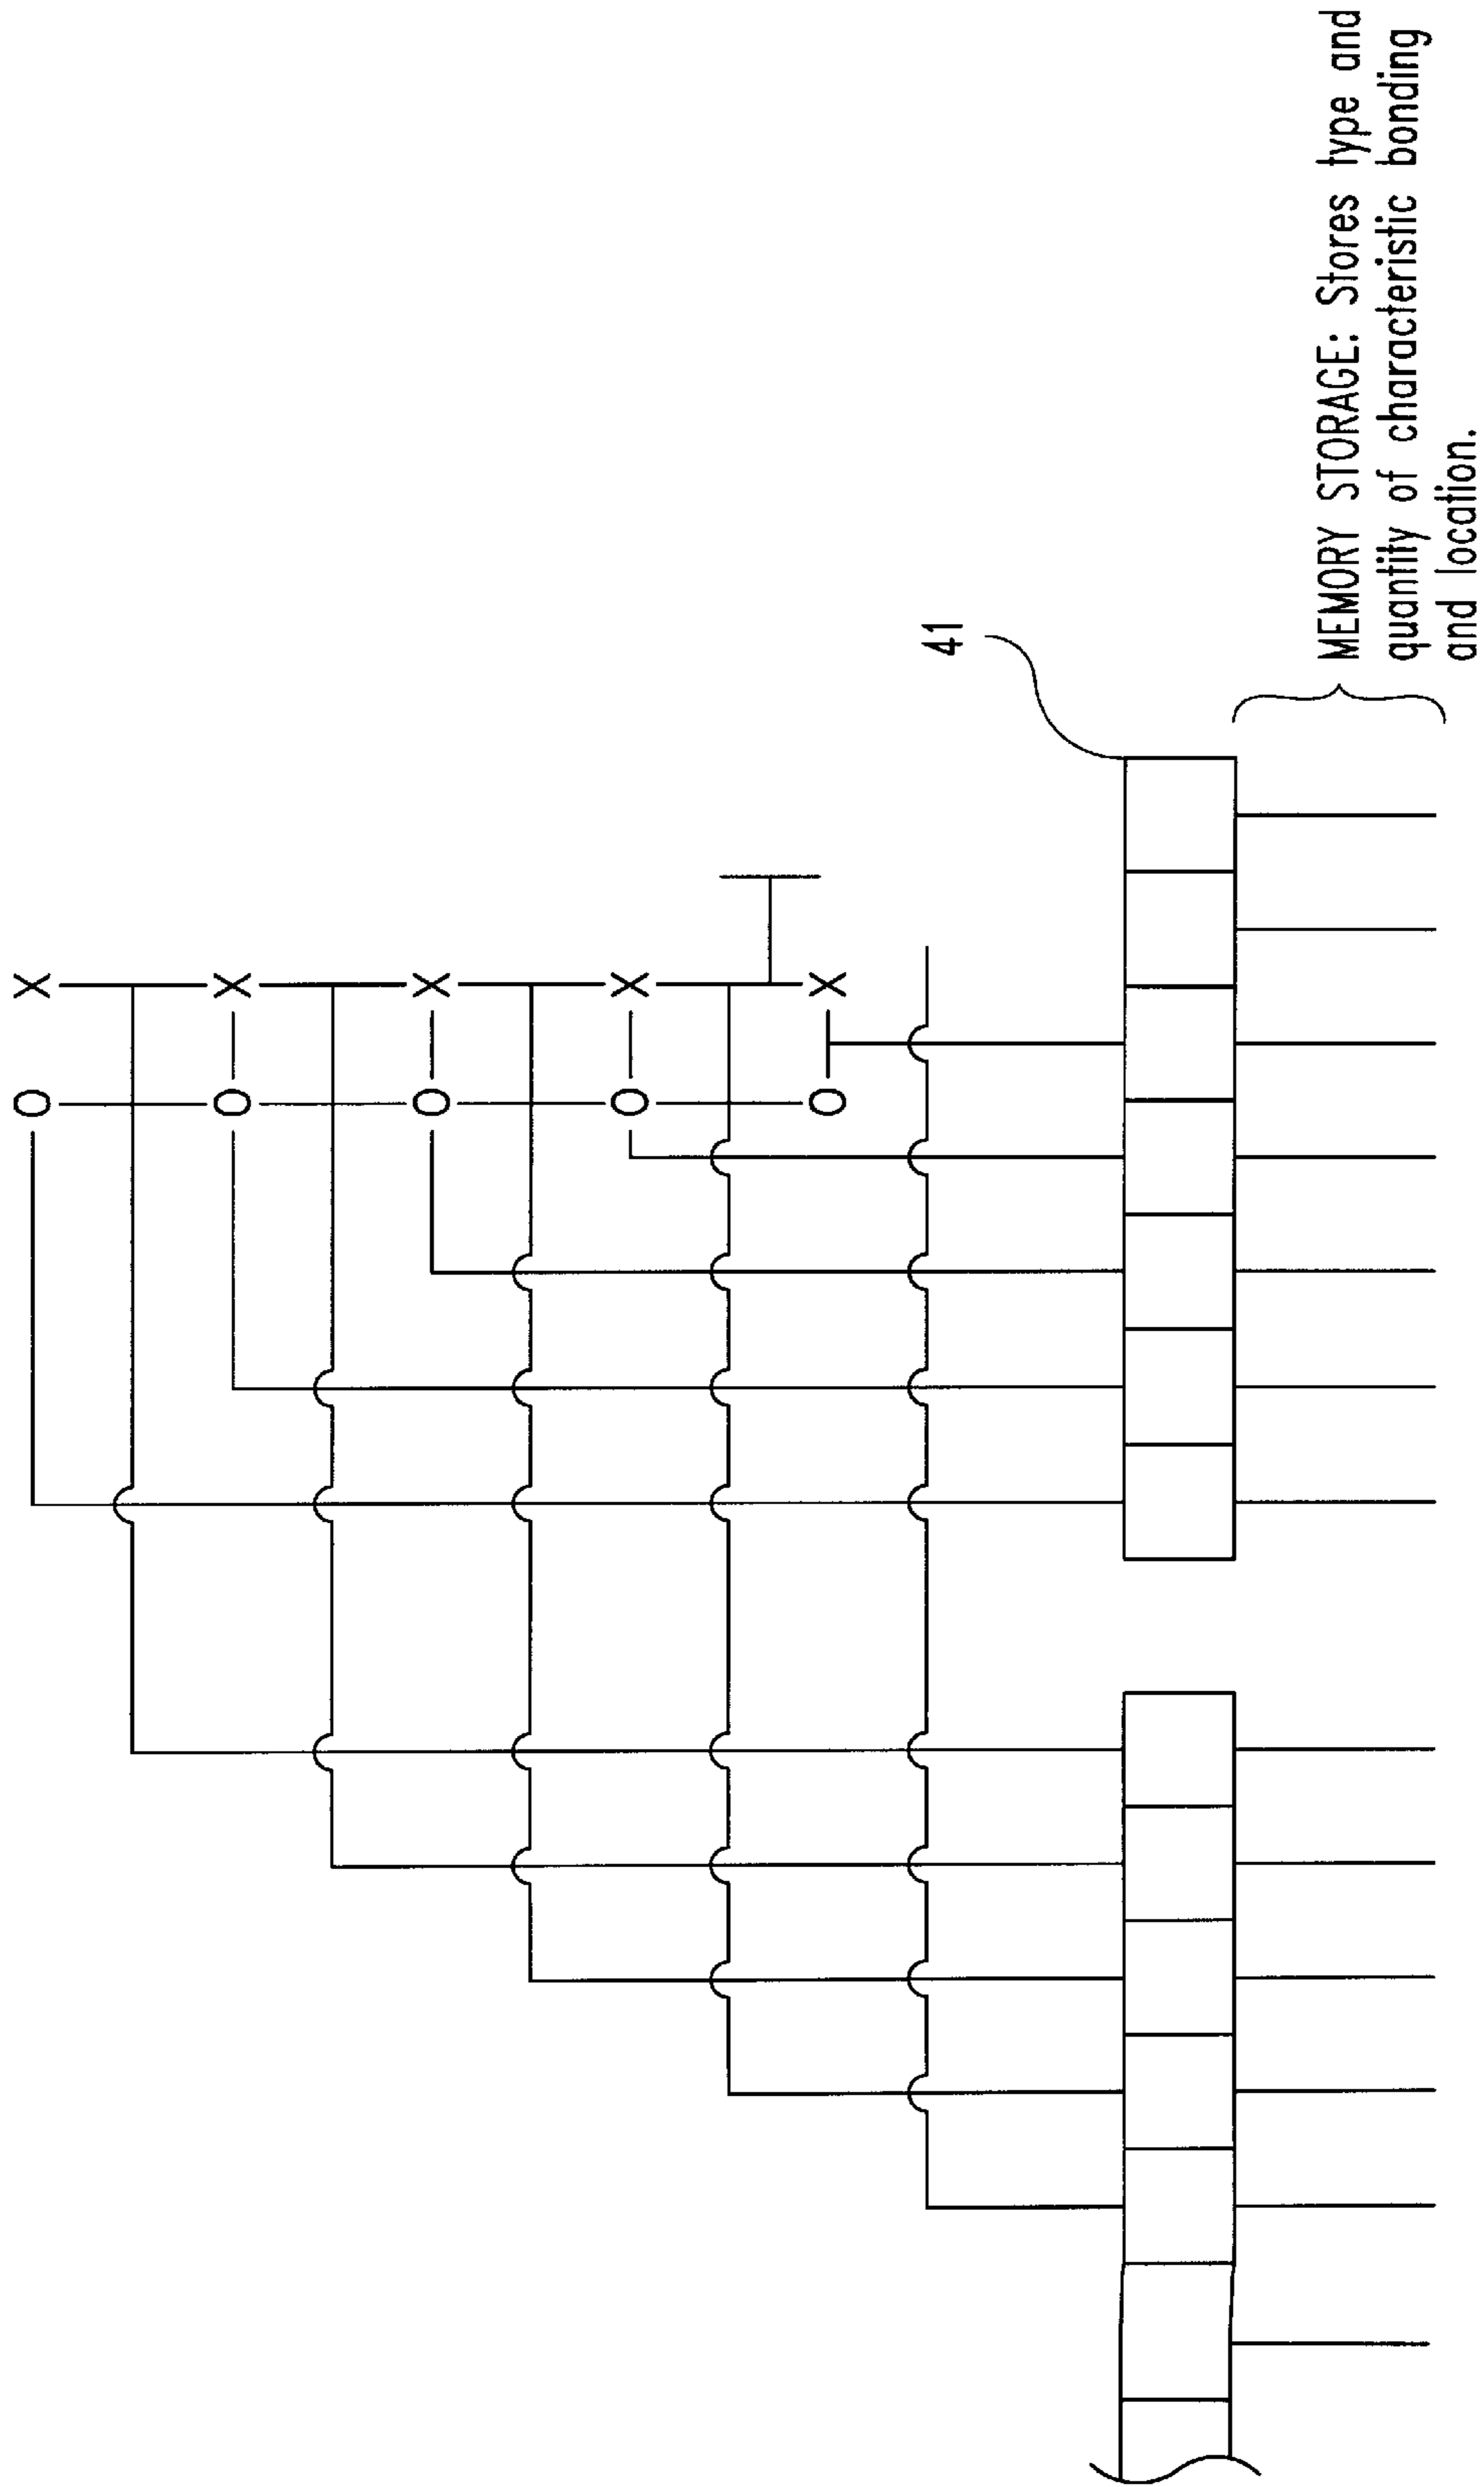 O X
O X
O X
O X
O X
41
MEMORY STORAGE: Stores type and
quantity of characteristic bonding
and location.